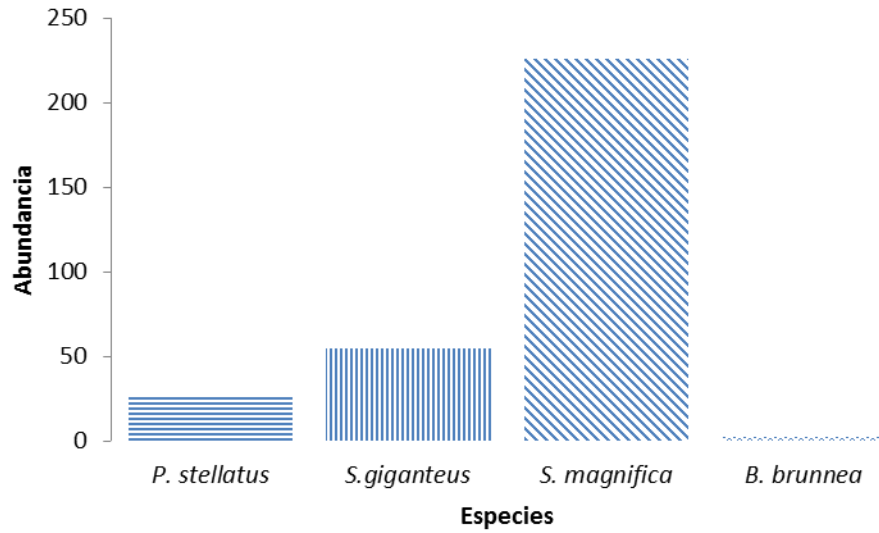 250
200
150
100
50
0
Abundancia
P. stellatus
S.giganteus
S. magnifica
B. brunnea
Especies